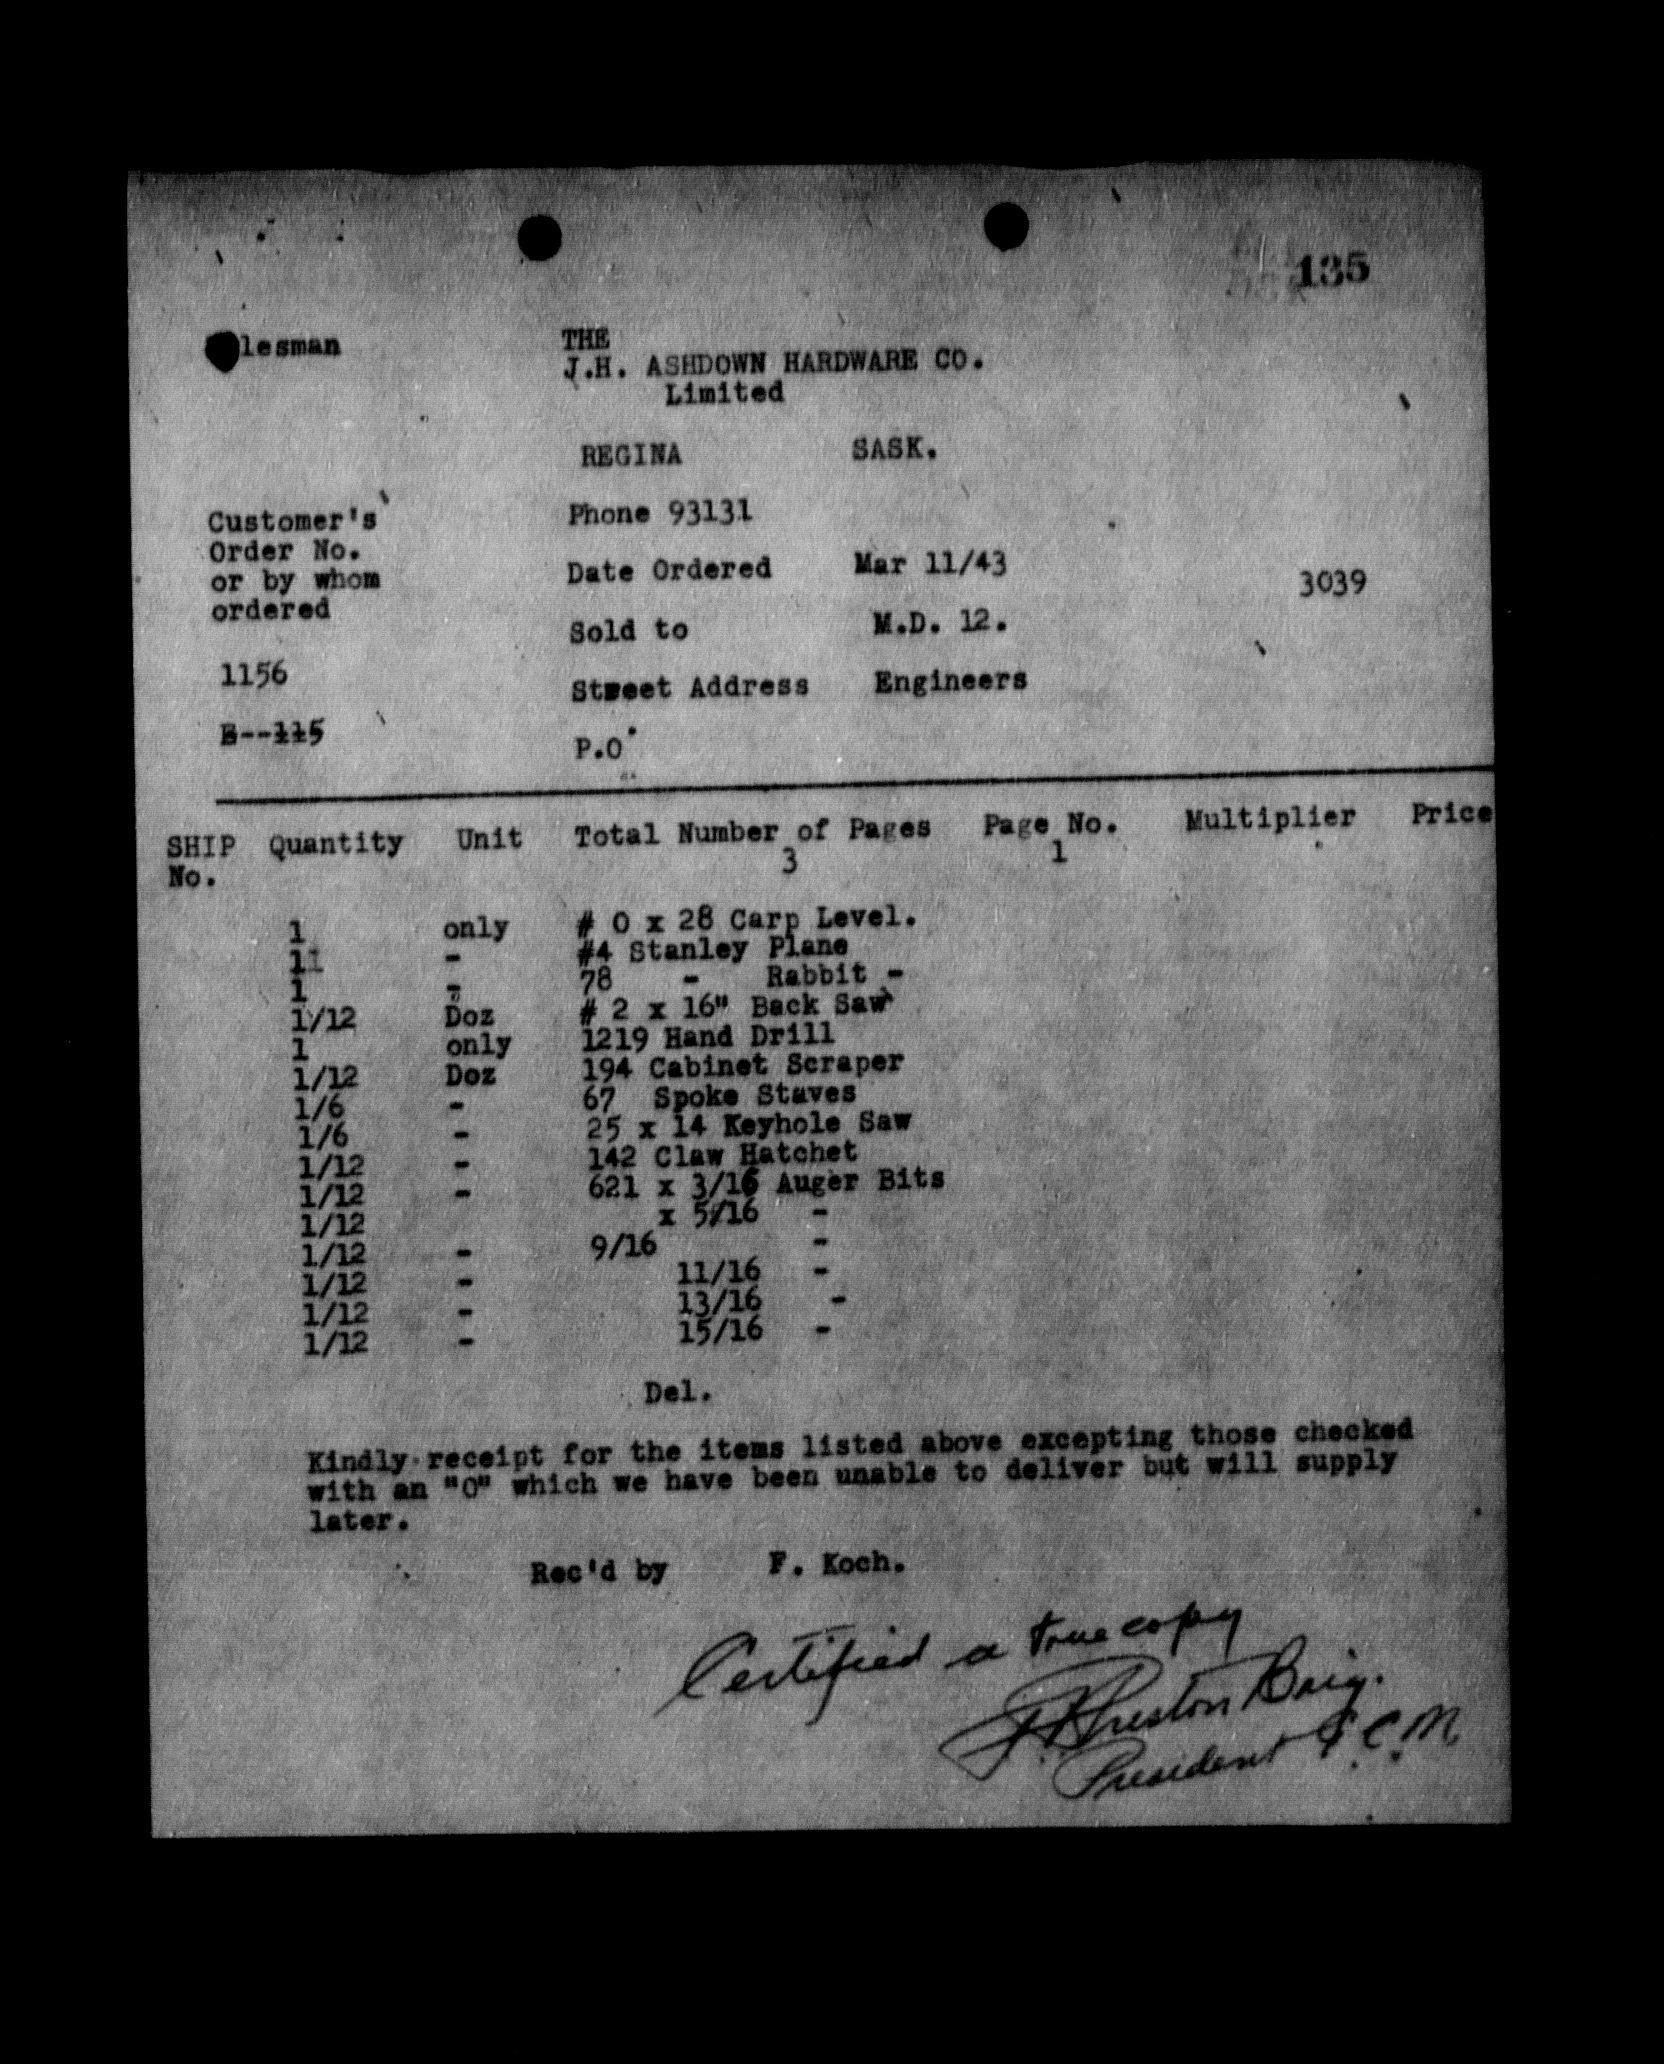 135
lesman
THE
J.H. ASHDOWN HARDWARE CO.
Limited
REGINA SASK.
Customer's
Order No.
or by whom
ordered
1156
E--115
Phone 93131
Date Ordered Mar 11/43
3039
Sold to M.D. 12.
Street Address Engineers
P.O.
SHIP No. Quantity Unit Total Number of Pages 3 Page No. 1 Multiplier Price
1 only # 0 x 28 Carp Level.
1 - #4 Stanley Plane
1 - 78 - Rabbit -
1/12 Doz # 2 x 16" Back Saw
1 only 1219 Hand Drill
1/12 Doz 194 Cabinet Scraper
1/6 - 67 Spoke Staves
1/6 - 25 x 14 Keyhole Saw
1/12 - 142 Claw Hatchet
1/12 - 621 x 3/16 Auger Bits
1/12 x 5/16 -
1/12 - 9/16 -
1/12 - 11/16 -
1/12 - 13/16 -
1/12 - 15/16 -
Del.
Kindly receipt for the items listed above excepting those checked
with an "O" which we have been unable to deliver but will supply
later.
Rec'd by F. Koch.
Certified a true copy
Preston Brig.
President G.C.M.